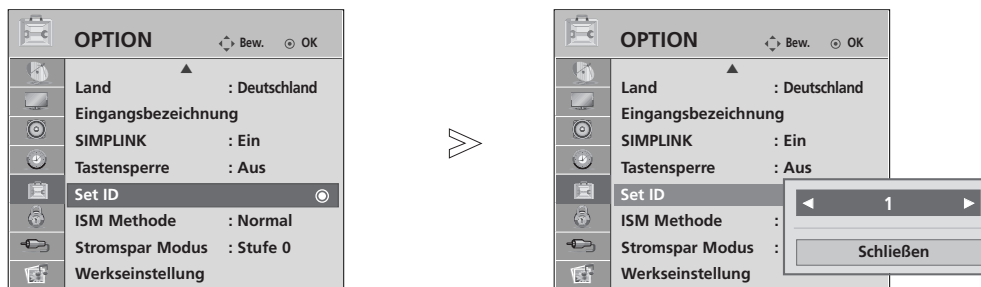 OPTION Bew. OK
Land : Deutschland
Eingangsbezeichnung
SIMPLINK : Ein
Tastensperre : Aus
Set ID
ISM Methode : Normal
Stromspar Modus : Stufe 0
Werkseinstellung
OPTION Bew. OK
Land : Deutschland
Eingangsbezeichnung
SIMPLINK : Ein
Tastensperre : Aus
Set ID
ISM Methode :
Stromspar Modus :
Werkseinstellung
1
Schließen